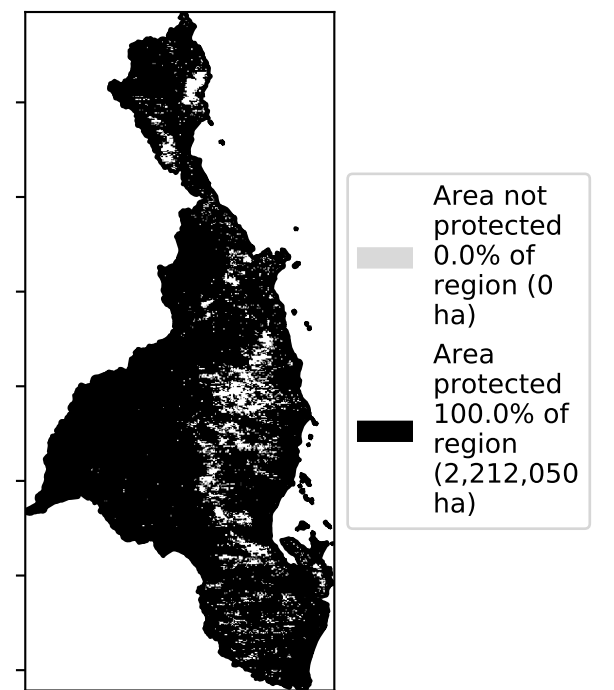 Area not
protected
0.0% of
region (0
ha)
Area
protected
100.0% of
region
(2,212,050
ha)